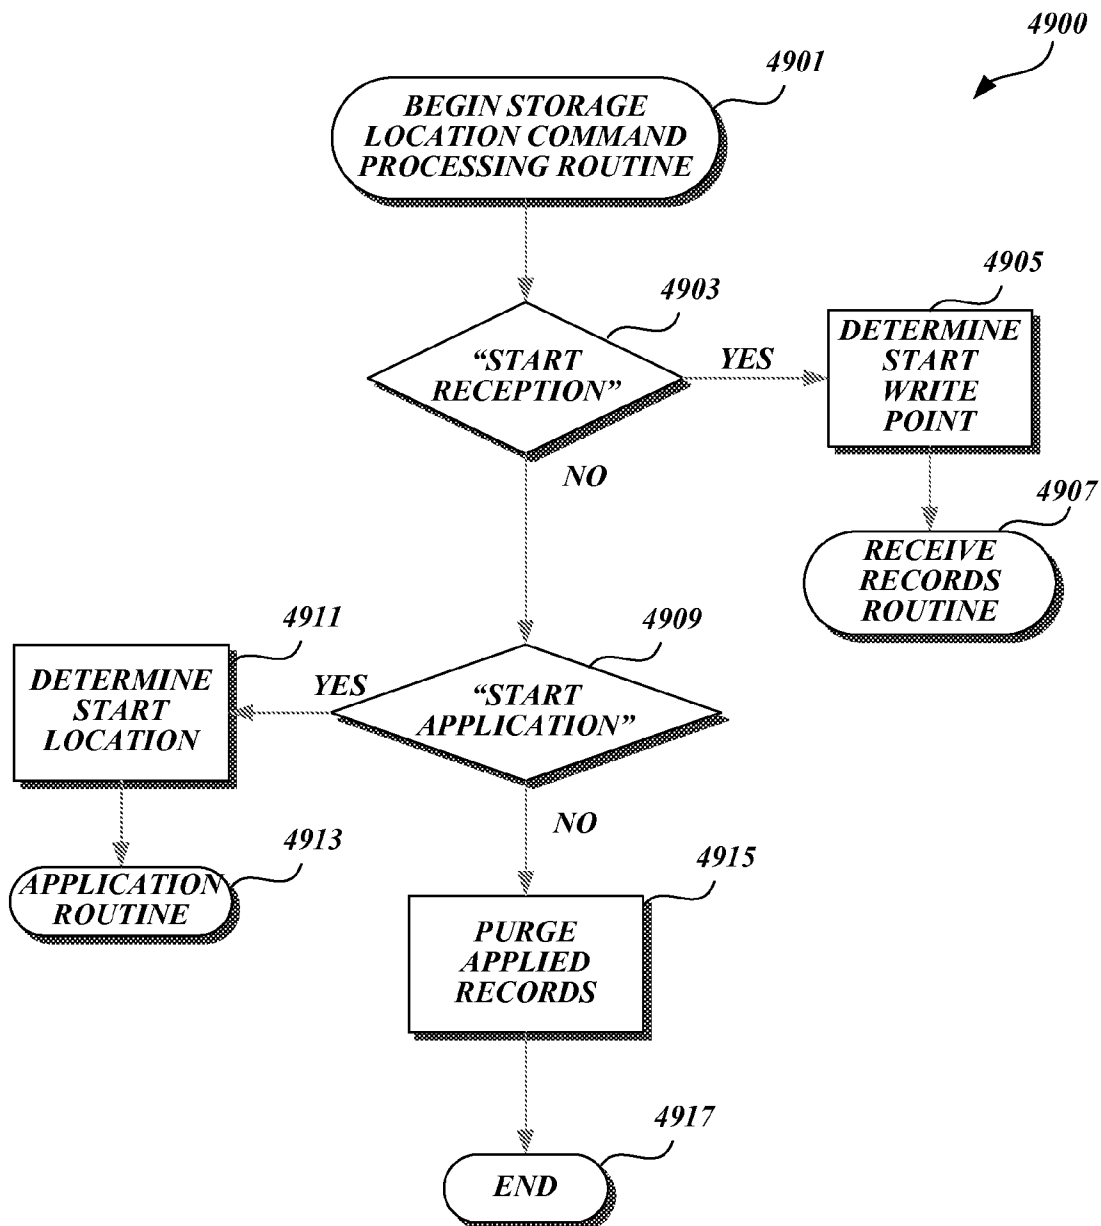 4900
4901
BEGIN STORAGE
LOCATION COMMAND
PROCESSING ROUTINE
4903
“START
RECEPTION”
YES
NO
4905
DETERMINE
START
WRITE
POINT
4907
RECEIVE
RECORDS
ROUTINE
4909
“START
APPLICATION”
YES
NO
4911
DETERMINE
START
LOCATION
4913
APPLICATION
ROUTINE
4915
PURGE
APPLIED
RECORDS
4917
END